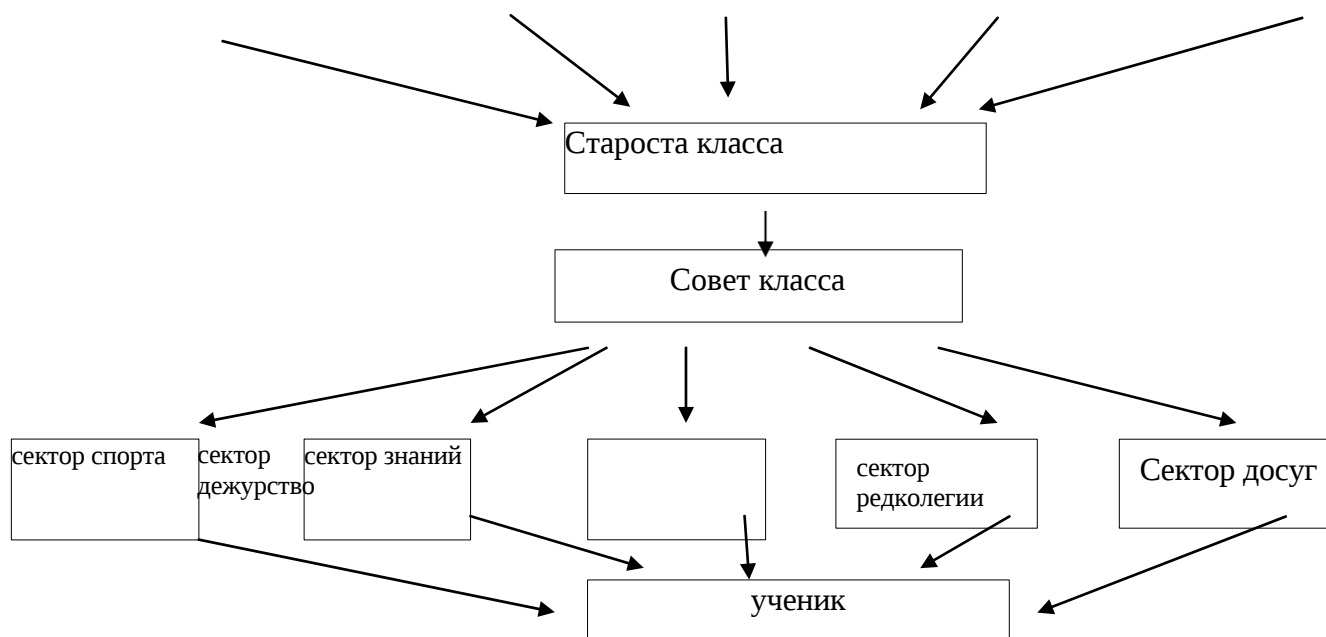 Староста класса
Совет класса
сектор спорта
сектор
дежурство
сектор знаний
сектор
редколегии
Сектор досуг
ученик